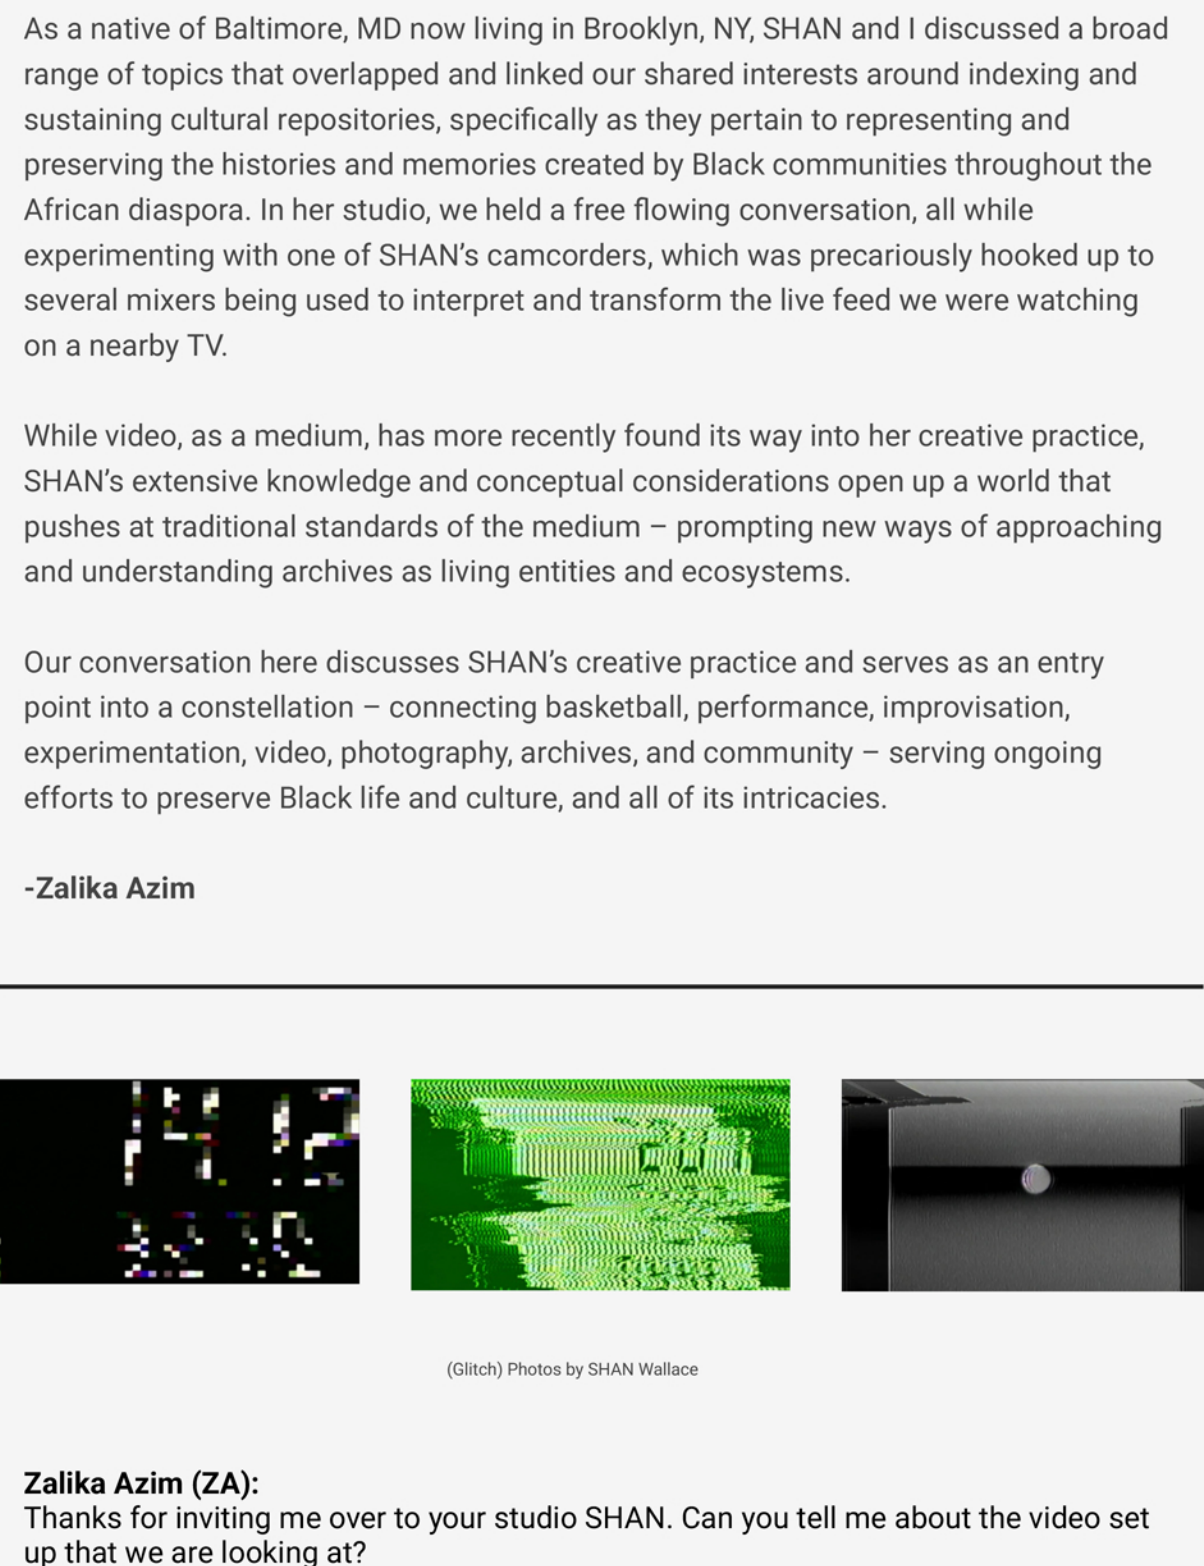 As a native of Baltimore, MD now living in Brooklyn, NY, SHAN and I discussed a broad
range of topics that overlapped and linked our shared interests around indexing and
sustaining cultural repositories, specifically as they pertain to representing and
preserving the histories and memories created by Black communities throughout the
African diaspora. In her studio, we held a free flowing conversation, all while
experimenting with one of SHAN’s camcorders, which was precariously hooked up to
several mixers being used to interpret and transform the live feed we were watching
on a nearby TV.
While video, as a medium, has more recently found its way into her creative practice,
SHAN’s extensive knowledge and conceptual considerations open up a world that
pushes at traditional standards of the medium – prompting new ways of approaching
and understanding archives as living entities and ecosystems.
Our conversation here discusses SHAN’s creative practice and serves as an entry
point into a constellation – connecting basketball, performance, improvisation,
experimentation, video, photography, archives, and community – serving ongoing
efforts to preserve Black life and culture, and all of its intricacies.
-Zalika Azim
(Glitch) Photos by SHAN Wallace
Zalika Azim (ZA):
Thanks for inviting me over to your studio SHAN. Can you tell me about the video set
up that we are looking at?